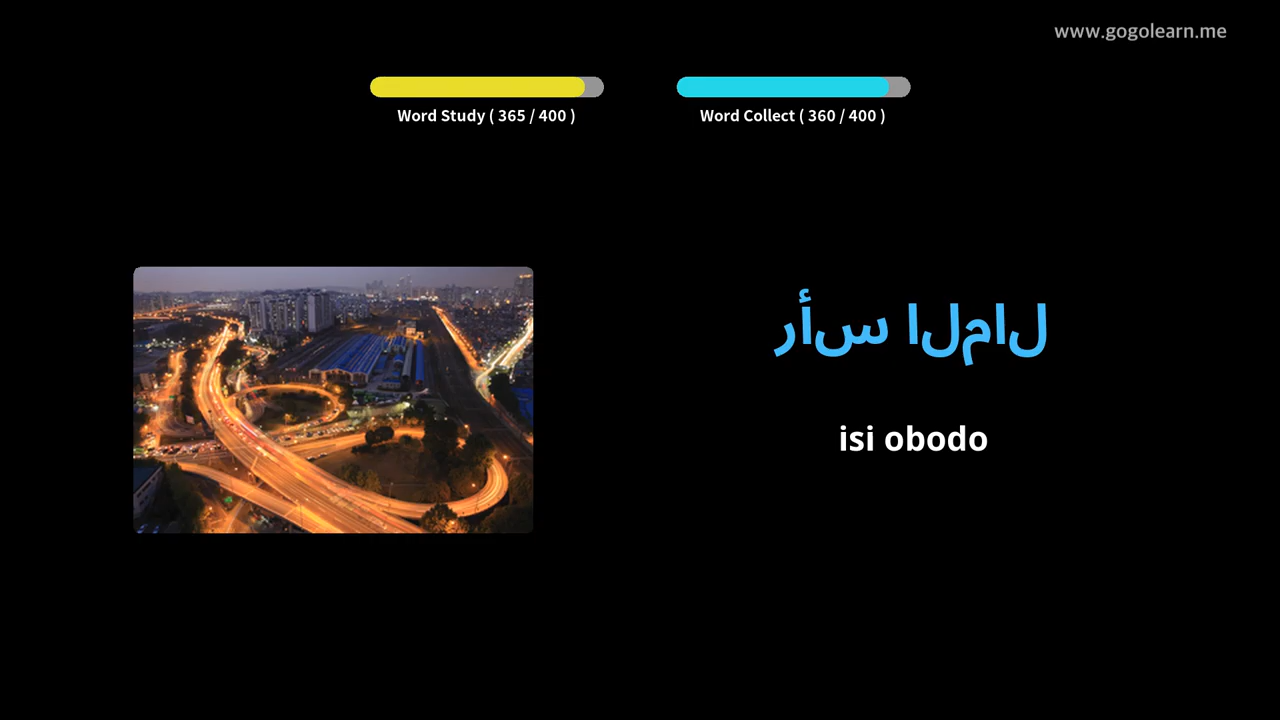 www.gogolearn.me
Word Study ( 365 / 400 )
Word Collect ( 360 / 400 )
رأس المال
isi obodo